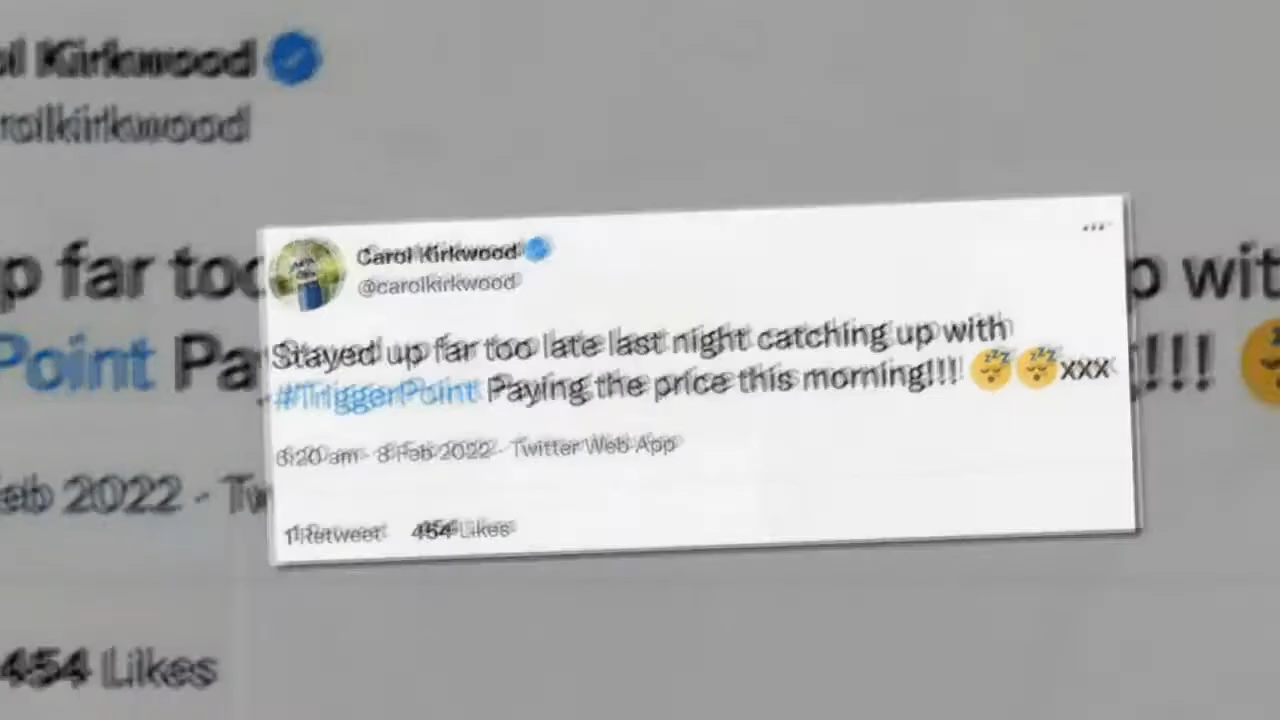 ol Kirkwood
rolkirkwood
p far too
p wit
Point Pa
!!!
eb 2022 · Tw
454 Likes
Carol Kirkwood
@carolkirkwood
Stayed up far too late last night catching up with
#TriggerPoint Paying the price this morning!!! 😴😴xxx
6:20 am · 8 Feb 2022 · Twitter Web App
1 Retweet 454 Likes